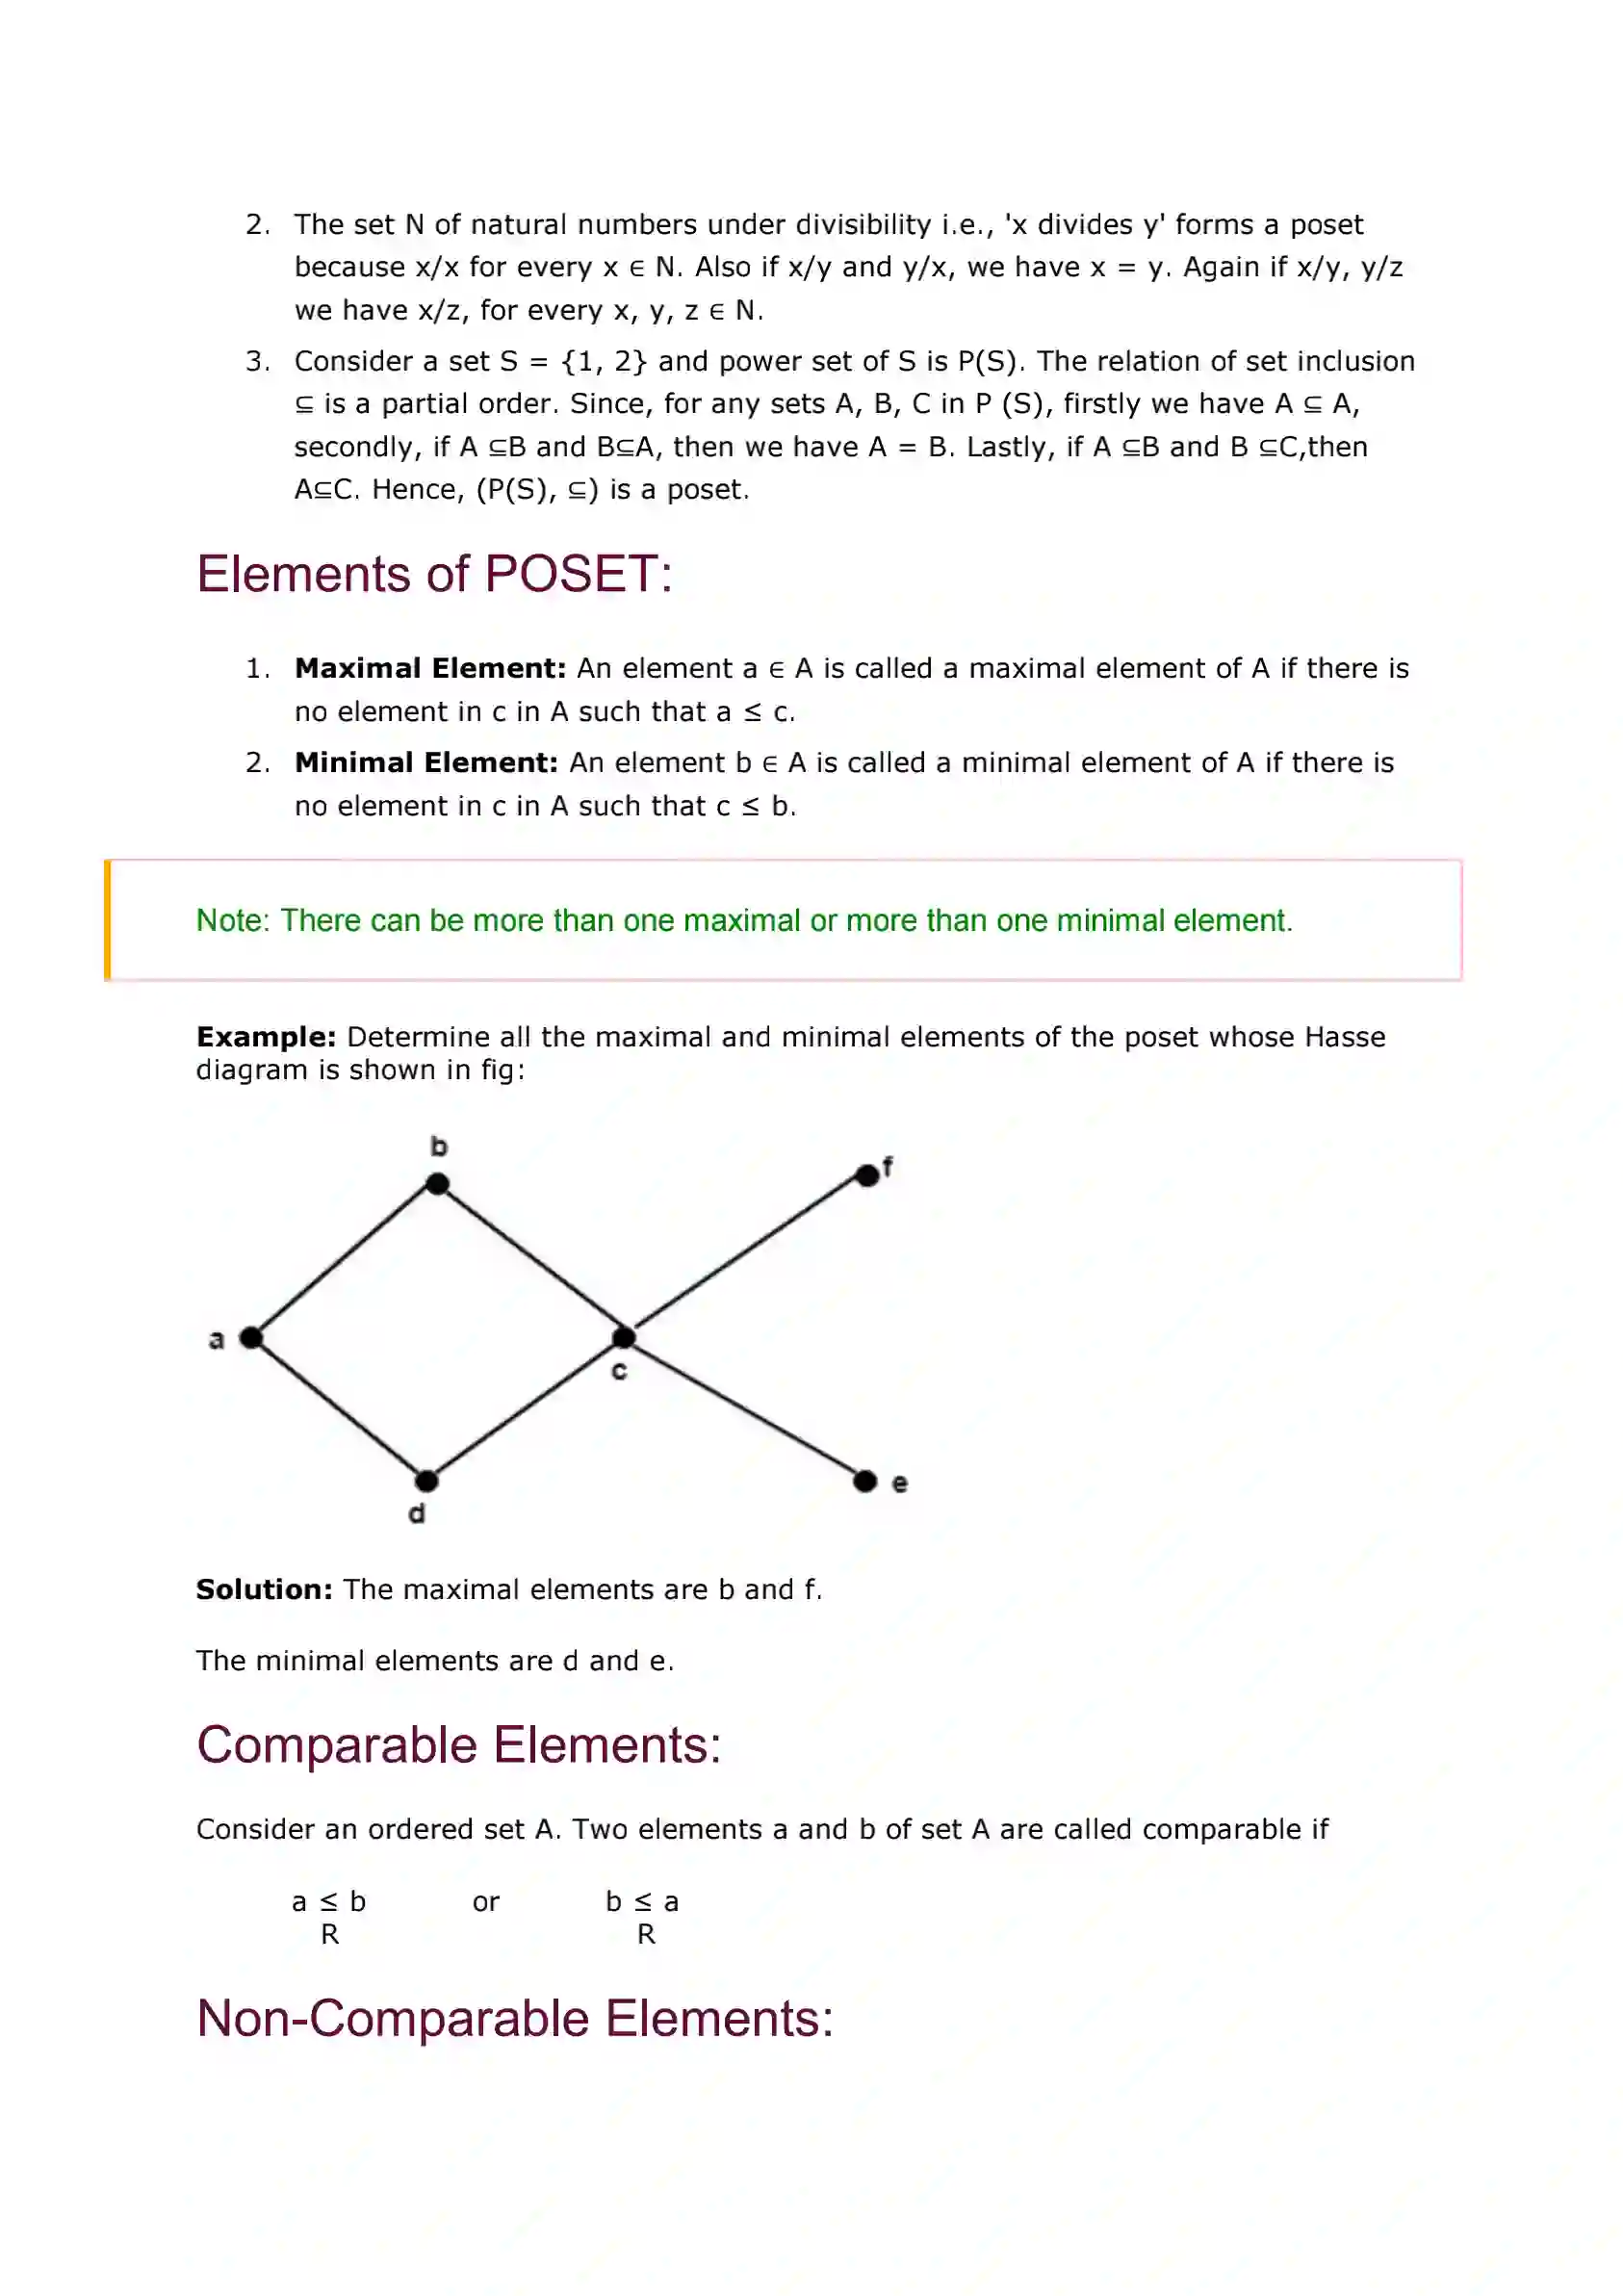 2. The set N of natural numbers under divisibility i.e., 'x divides y' forms a poset
because x/x for every x ∈ N. Also if x/y and y/x, we have x = y. Again if x/y, y/z
we have x/z, for every x, y, z ∈ N.
3. Consider a set S = {1, 2} and power set of S is P(S). The relation of set inclusion
⊆ is a partial order. Since, for any sets A, B, C in P (S), firstly we have A ⊆ A,
secondly, if A ⊆B and B⊆A, then we have A = B. Lastly, if A ⊆B and B ⊆C,then
A⊆C. Hence, (P(S), ⊆) is a poset.
Elements of POSET:
1. Maximal Element: An element a ∈ A is called a maximal element of A if there is
no element in c in A such that a ≤ c.
2. Minimal Element: An element b ∈ A is called a minimal element of A if there is
no element in c in A such that c ≤ b.
Note: There can be more than one maximal or more than one minimal element.
Example: Determine all the maximal and minimal elements of the poset whose Hasse
diagram is shown in fig:
b
f
a
c
e
d
Solution: The maximal elements are b and f.
The minimal elements are d and e.
Comparable Elements:
Consider an ordered set A. Two elements a and b of set A are called comparable if
a ≤ b or b ≤ a
R R
Non-Comparable Elements: